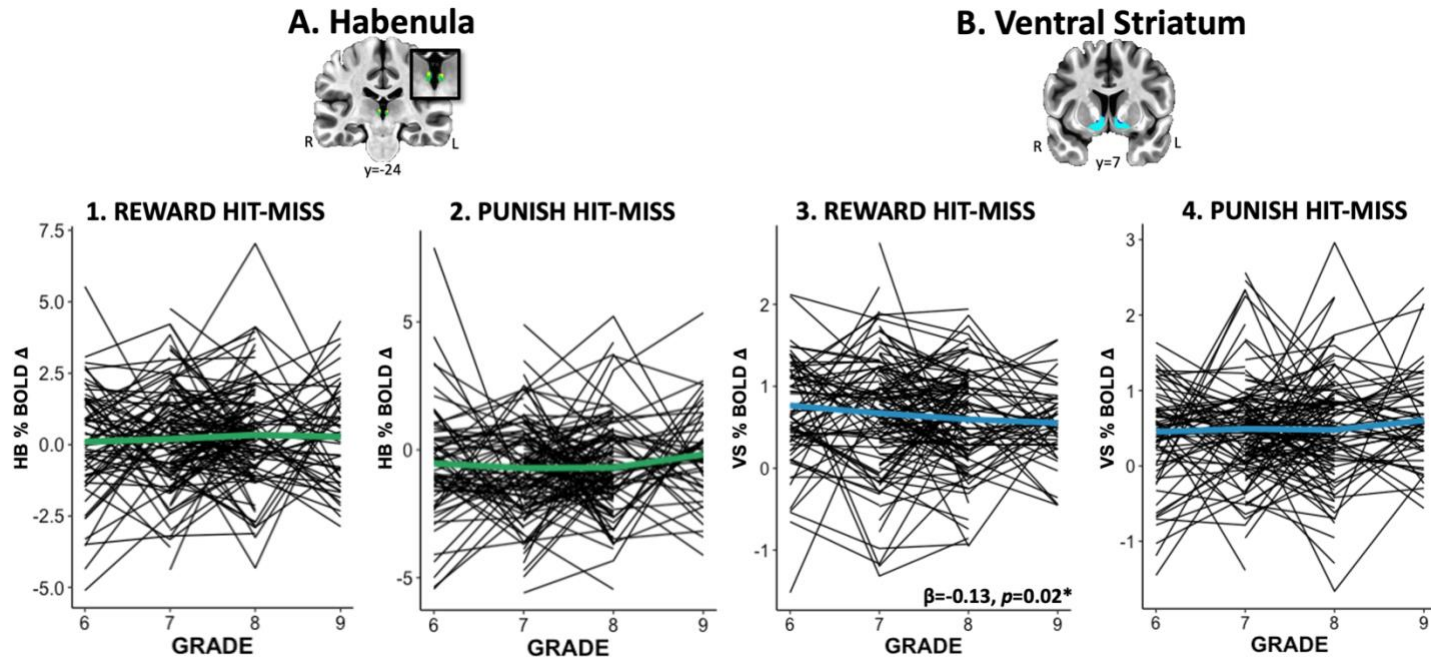 A. Habenula
R
L
y=-24
B. Ventral Striatum
R
L
y=7
1. REWARD HIT-MISS
HB % BOLD Δ
7.5
5.0
2.5
0.0
-2.5
-5.0
6 7 8 9
GRADE
2. PUNISH HIT-MISS
HB % BOLD Δ
5
0
-5
6 7 8 9
GRADE
3. REWARD HIT-MISS
VS % BOLD Δ
2
1
0
-1
β=-0.13, p=0.02*
6 7 8 9
GRADE
4. PUNISH HIT-MISS
VS % BOLD Δ
3
2
1
0
-1
6 7 8 9
GRADE